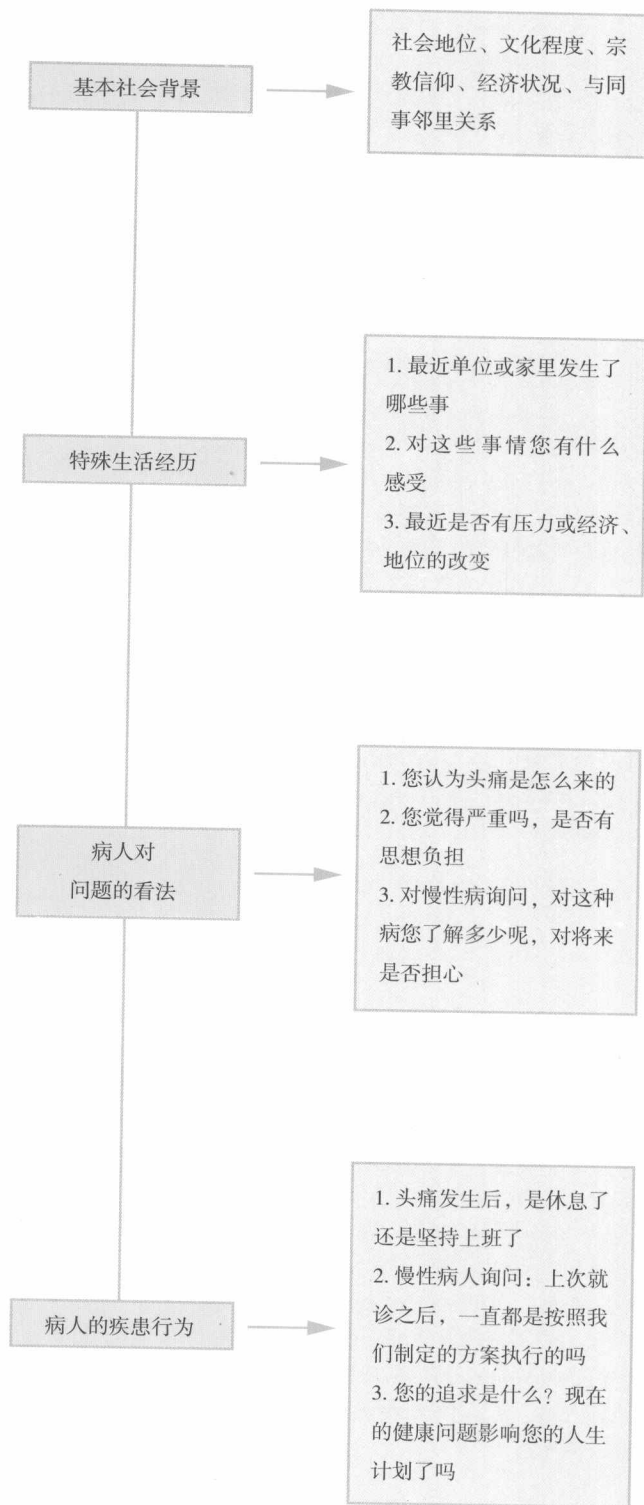 基本社会背景
社会地位、文化程度、宗
教信仰、经济状况、与同
事邻里关系
特殊生活经历
1. 最近单位或家里发生了
哪些事
2. 对这些事情您有什么
感受
3. 最近是否有压力或经济、
地位的改变
病人对
问题的看法
1. 您认为头痛是怎么来的
2. 您觉得严重吗，是否有
思想负担
3. 对慢性病询问，对这种
病您了解多少呢，对将来
是否担心
病人的疾患行为
1. 头痛发生后，是休息了
还是坚持上班了
2. 慢性病人询问：上次就
诊之后，一直都是按照我
们制定的方案执行的吗
3. 您的追求是什么？现在
的健康问题影响您的人生
计划了吗